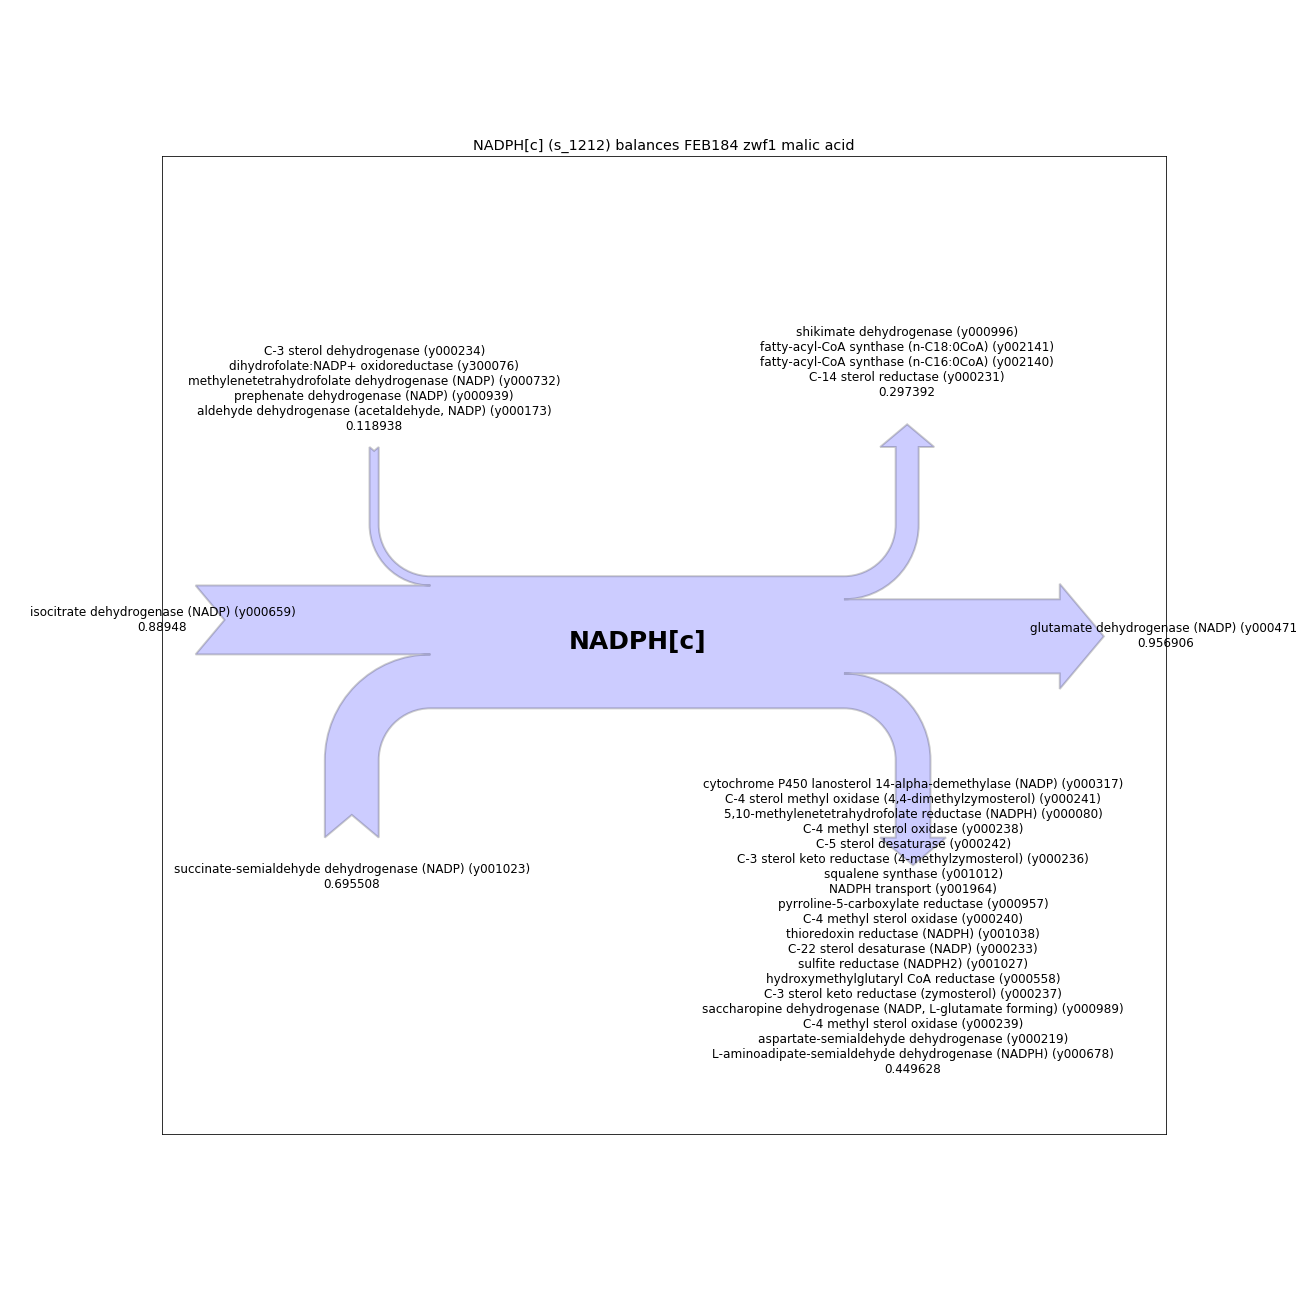 NADPH[c] (s_1212) balances FEB184 zwf1 malic acid
C-3 sterol dehydrogenase (y000234)
dihydrofolate:NADP+ oxidoreductase (y300076)
methylenetetrahydrofolate dehydrogenase (NADP) (y000732)
prephenate dehydrogenase (NADP) (y000939)
aldehyde dehydrogenase (acetaldehyde, NADP) (y000173)
0.118938
shikimate dehydrogenase (y000996)
fatty-acyl-CoA synthase (n-C18:0CoA) (y002141)
fatty-acyl-CoA synthase (n-C16:0CoA) (y002140)
C-14 sterol reductase (y000231)
0.297392
isocitrate dehydrogenase (NADP) (y000659)
0.88948
NADPH[c]
glutamate dehydrogenase (NADP) (y000471
0.956906
succinate-semialdehyde dehydrogenase (NADP) (y001023)
0.695508
cytochrome P450 lanosterol 14-alpha-demethylase (NADP) (y000317)
C-4 sterol methyl oxidase (4,4-dimethylzymosterol) (y000241)
5,10-methylenetetrahydrofolate reductase (NADPH) (y000080)
C-4 methyl sterol oxidase (y000238)
C-5 sterol desaturase (y000242)
C-3 sterol keto reductase (4-methylzymosterol) (y000236)
squalene synthase (y001012)
NADPH transport (y001964)
pyrroline-5-carboxylate reductase (y000957)
C-4 methyl sterol oxidase (y000240)
thioredoxin reductase (NADPH) (y001038)
C-22 sterol desaturase (NADP) (y000233)
sulfite reductase (NADPH2) (y001027)
hydroxymethylglutaryl CoA reductase (y000558)
C-3 sterol keto reductase (zymosterol) (y000237)
saccharopine dehydrogenase (NADP, L-glutamate forming) (y000989)
C-4 methyl sterol oxidase (y000239)
aspartate-semialdehyde dehydrogenase (y000219)
L-aminoadipate-semialdehyde dehydrogenase (NADPH) (y000678)
0.449628